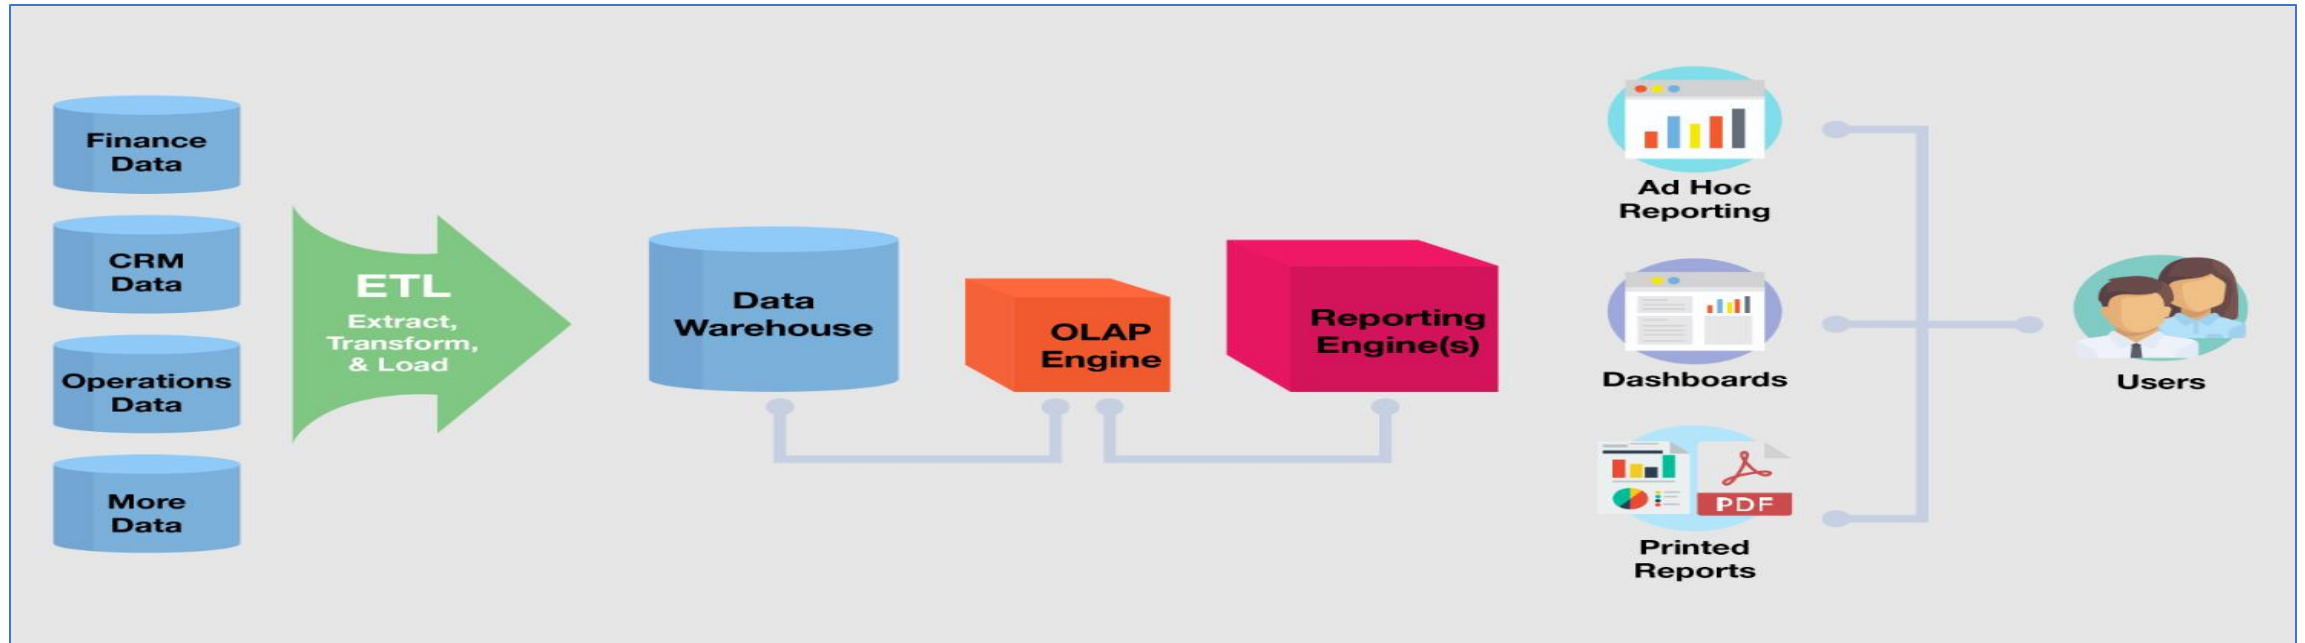 Finance
Data
CRM
Data
Operations
Data
More
Data
ETL
Extract,
Transform,
& Load
Data
Warehouse
OLAP
Engine
Reporting
Engine(s)
Ad Hoc
Reporting
Dashboards
PDF
Printed
Reports
Users